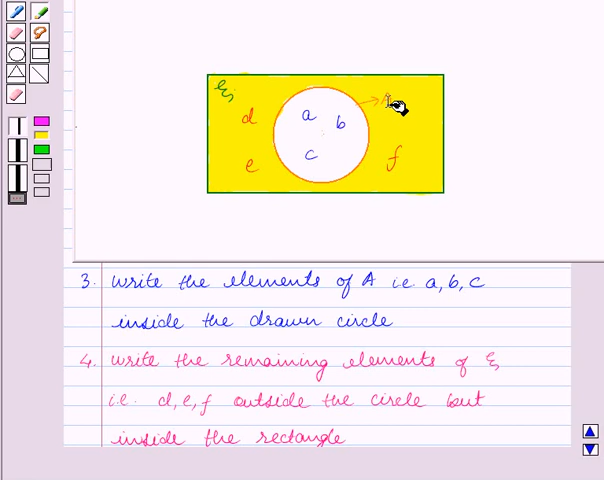 ξ
d
a
b
A
e
c
f
3. Write the elements of A i.e a, b, c
inside the drawn circle
4. Write the remaining elements of ξ
i.e. d, e, f outside the circle but
inside the rectangle